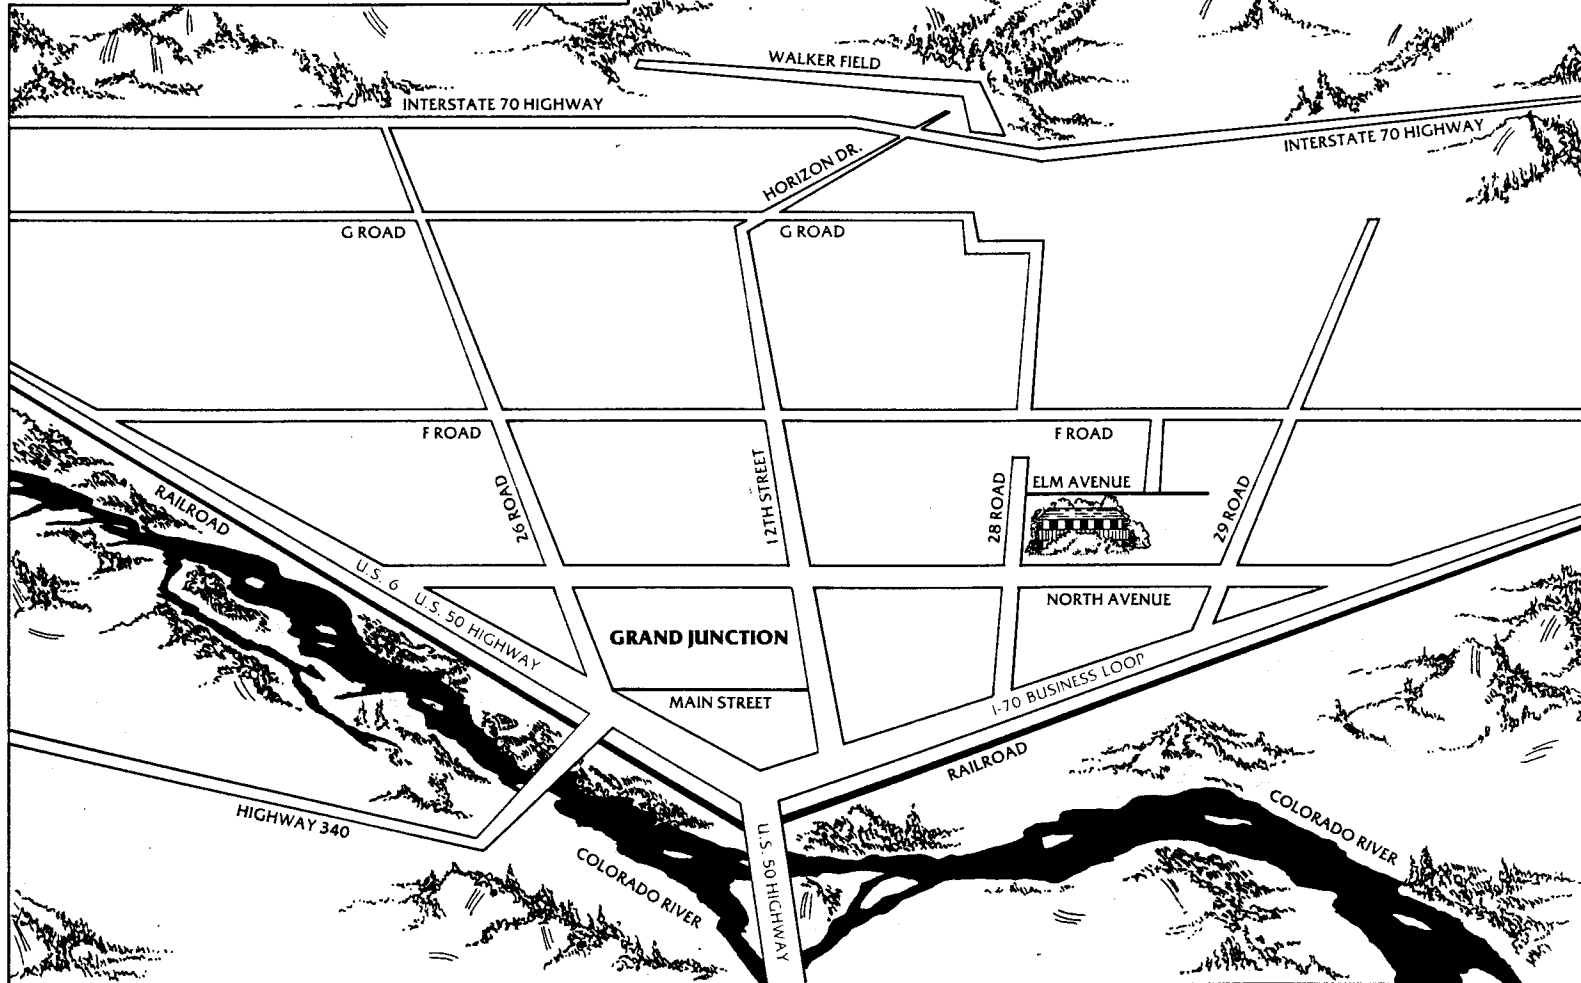 WALKER FIELD
INTERSTATE 70 HIGHWAY
INTERSTATE 70 HIGHWAY
HORIZON DR.
G ROAD
G ROAD
F ROAD
F ROAD
26 ROAD
12TH STREET
28 ROAD
ELM AVENUE
29 ROAD
RAILROAD
U.S. 6 U.S. 50 HIGHWAY
NORTH AVENUE
GRAND JUNCTION
MAIN STREET
I-70 BUSINESS LOOP
RAILROAD
HIGHWAY 340
COLORADO RIVER
U.S. 50 HIGHWAY
COLORADO RIVER